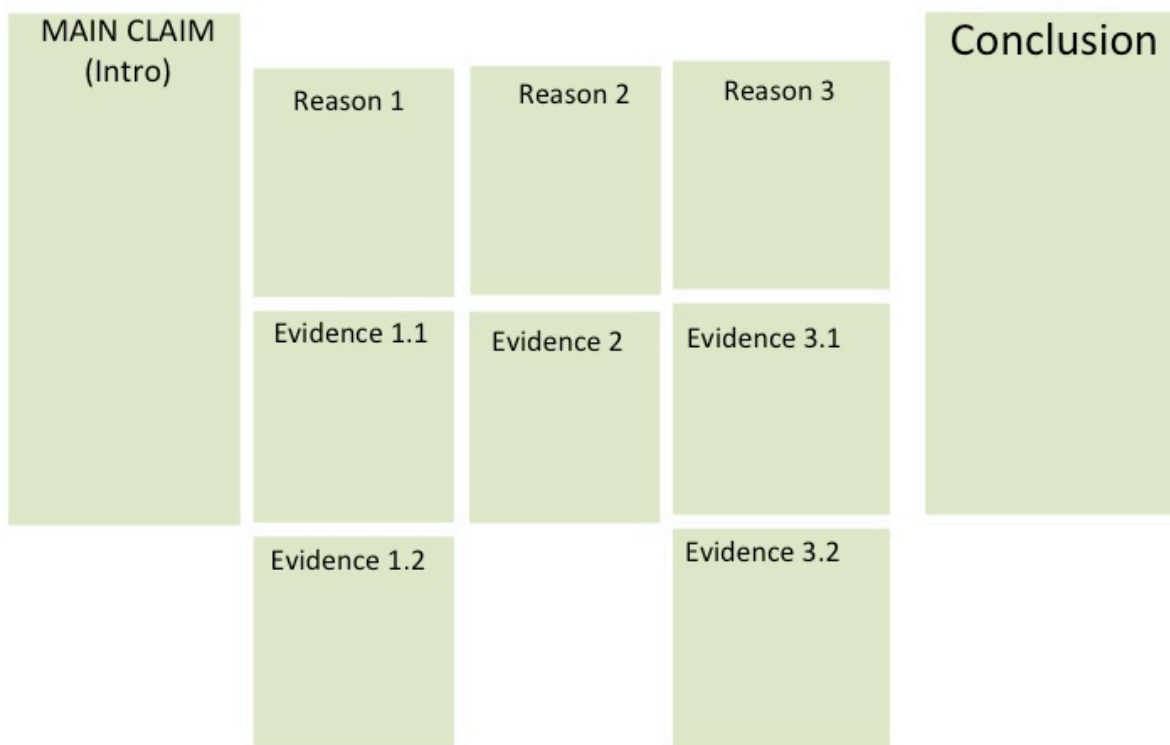 MAIN CLAIM
(Intro)
Reason 1
Evidence 1.1
Evidence 1.2
Reason 2
Evidence 2
Reason 3
Evidence 3.1
Evidence 3.2
Conclusion